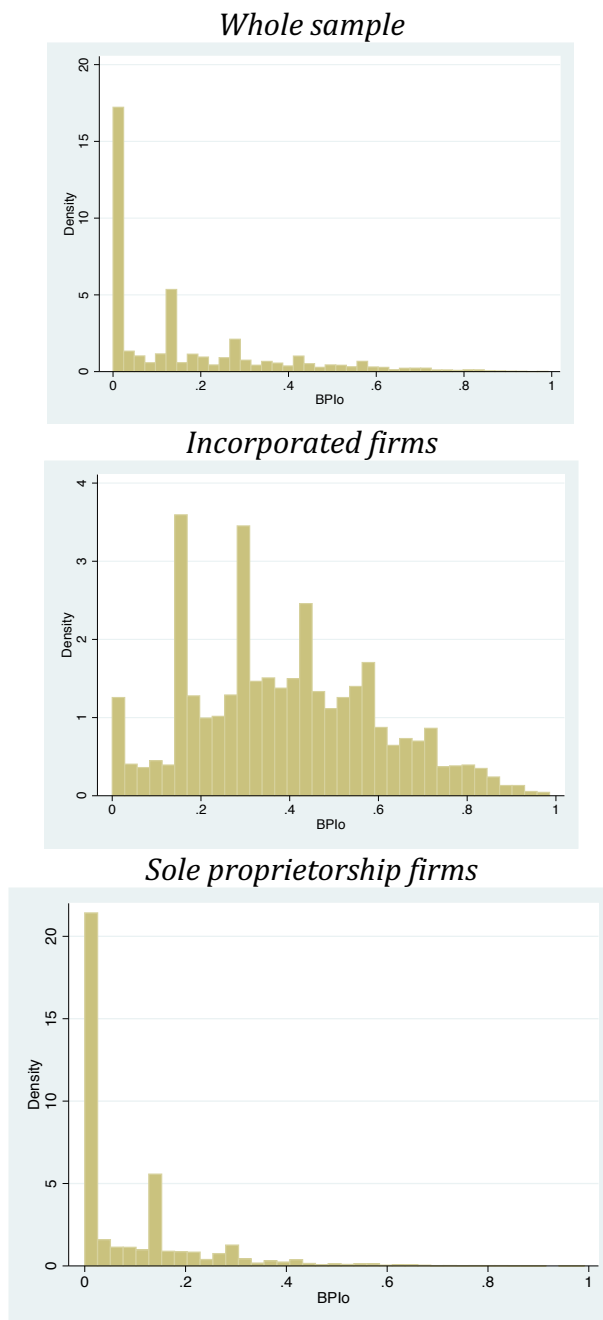 Whole sample
20
15
10
5
0
Density
0 .2 .4 .6 .8 1
BPIo
Incorporated firms
4
3
2
1
0
Density
0 .2 .4 .6 .8 1
BPIo
Sole proprietorship firms
20
15
10
5
0
Density
0 .2 .4 .6 .8 1
BPIo